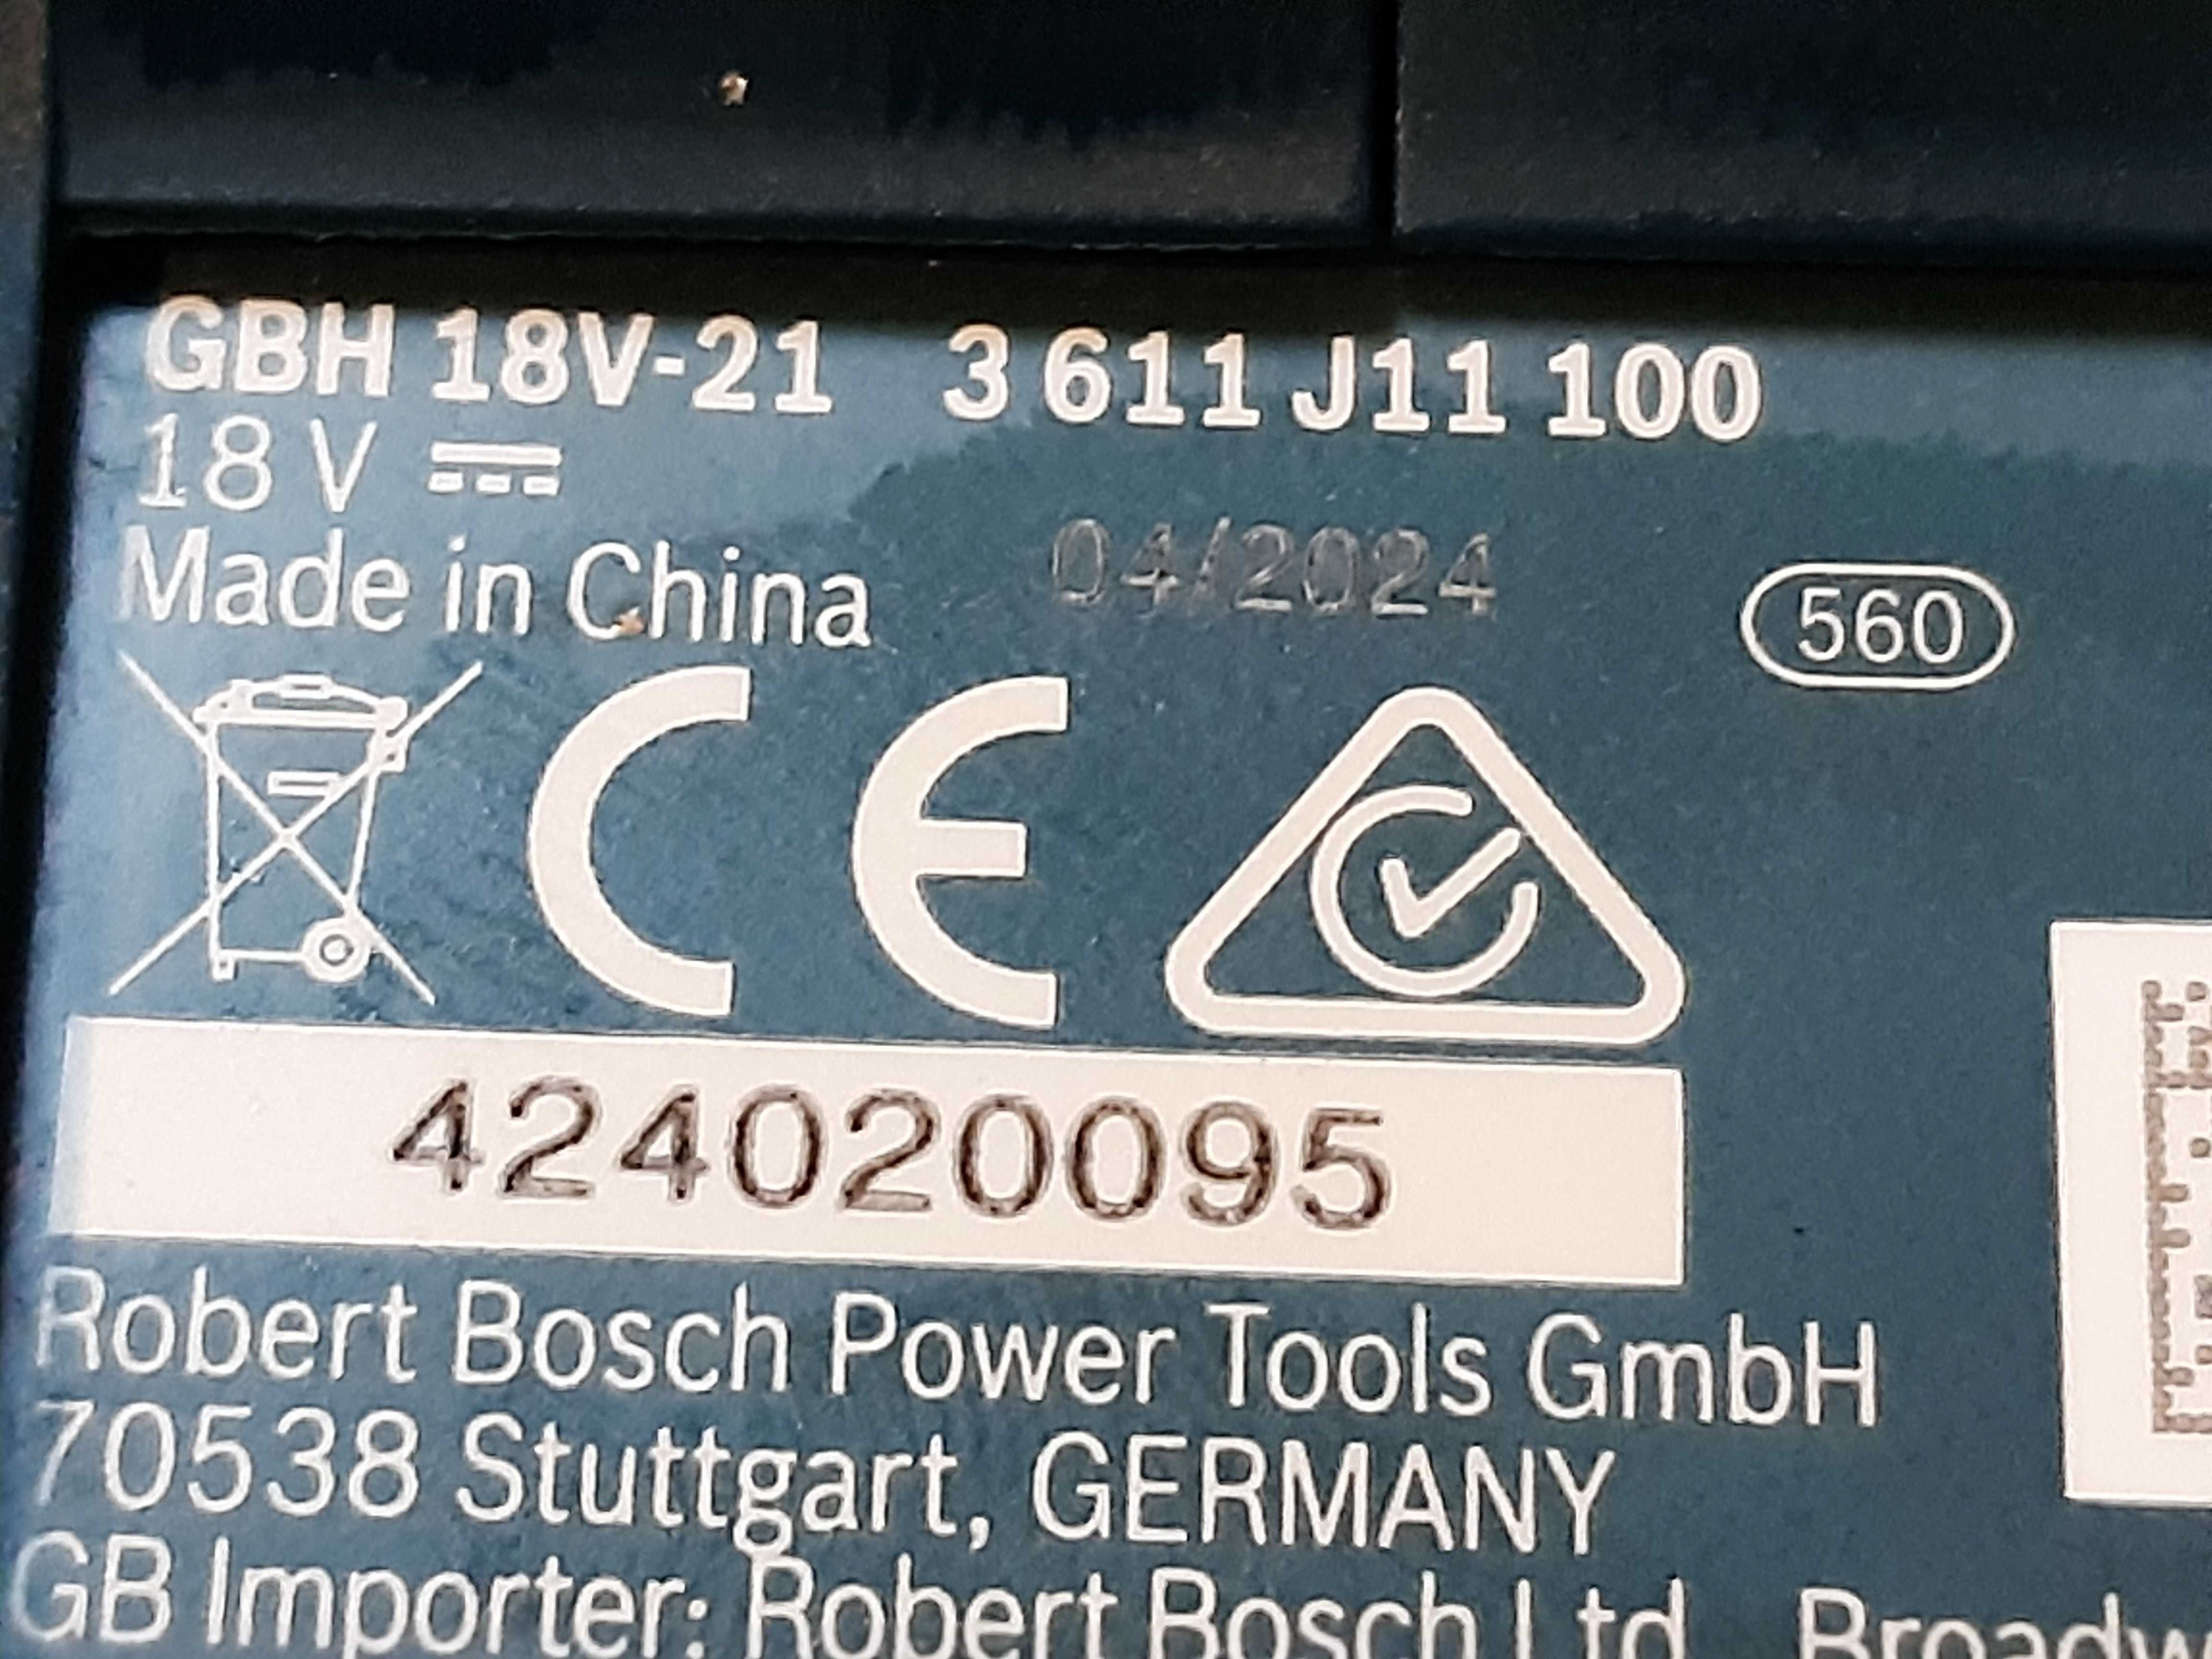 GBH 18V-21 3 611 J11 100
18 V
Made in China 04/2024 560
CE
424020095
Robert Bosch Power Tools GmbH
70538 Stuttgart, GERMANY
GB Importer: Robert Bosch Ltd. Broadw